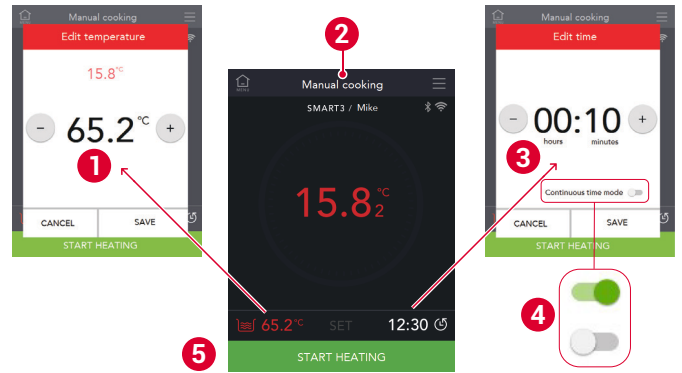 Manual cooking
Edit temperature
15.8°C
- 65.2°C +
1
CANCEL SAVE
START HEATING
2
MENU
Manual cooking
SMART3 / Mike
15.82°C
65.2°C SET 12:30
START HEATING
5
Manual cooking
Edit time
- 00:10 +
hours minutes
3
Continuous time mode
CANCEL SAVE
START HEATING
4